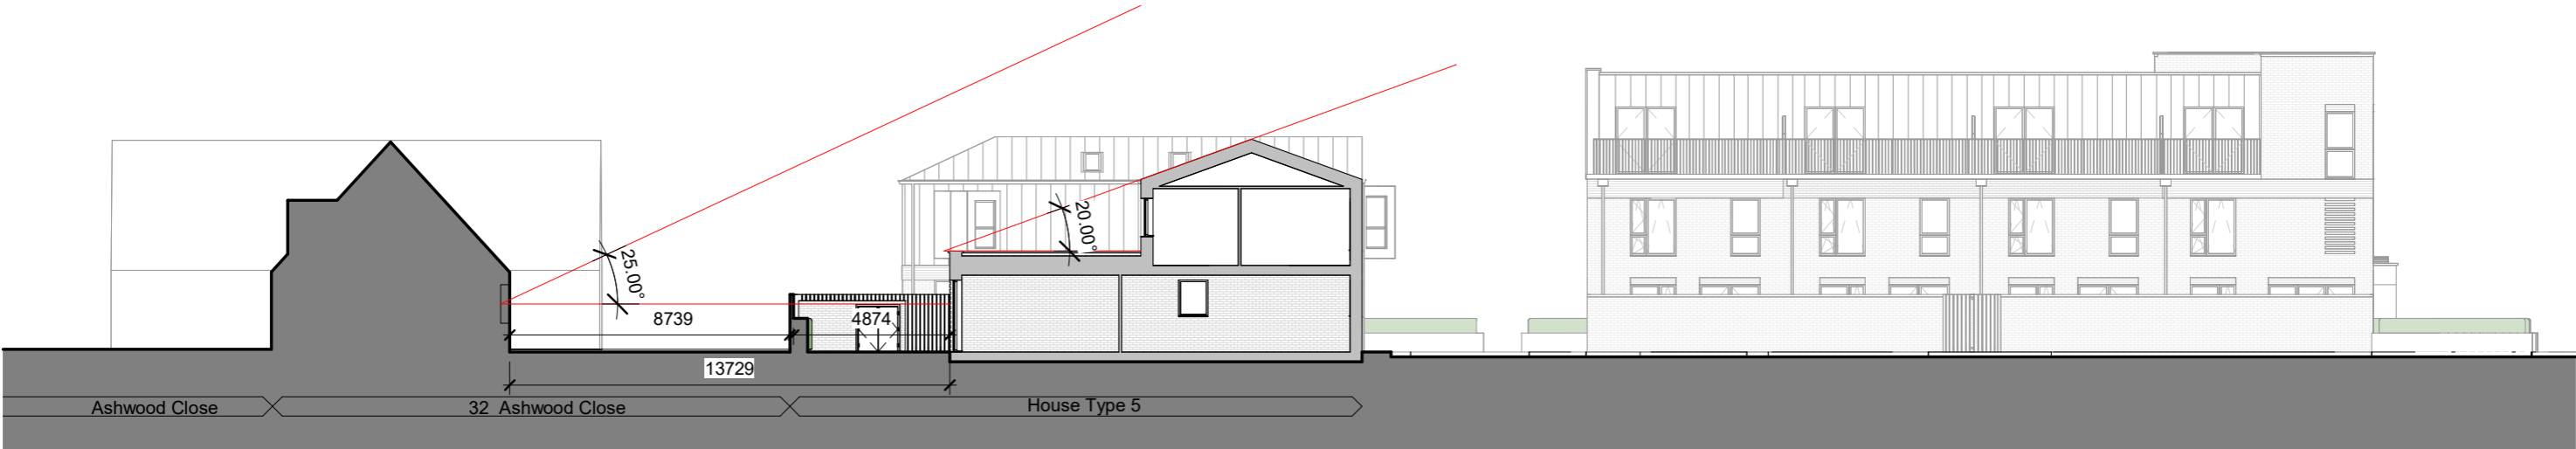 20.00°
25.00°
8739
4874
13729
Ashwood Close
32 Ashwood Close
House Type 5